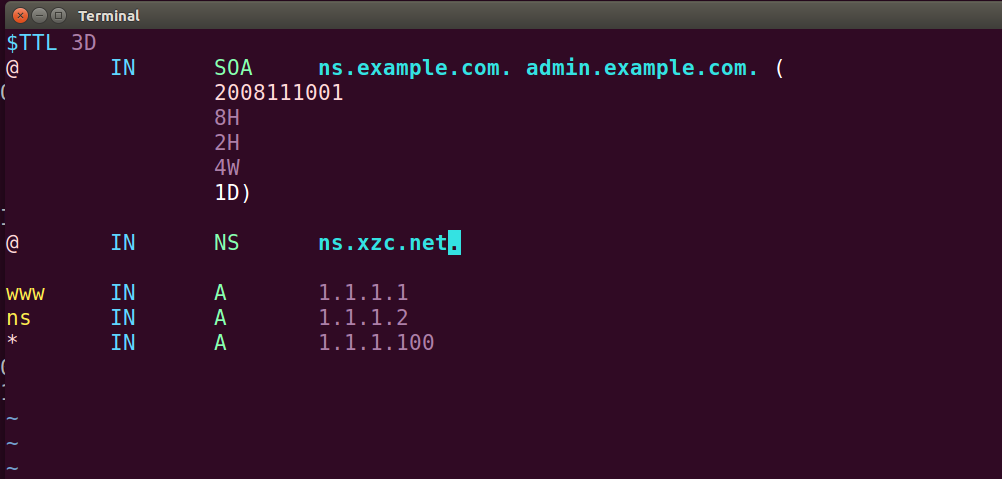 Terminal
$TTL 3D
@ IN SOA ns.example.com. admin.example.com. (
2008111001
8H
2H
4W
1D)
@ IN NS ns.xzc.net.
www IN A 1.1.1.1
ns IN A 1.1.1.2
* IN A 1.1.1.100
~
~
~